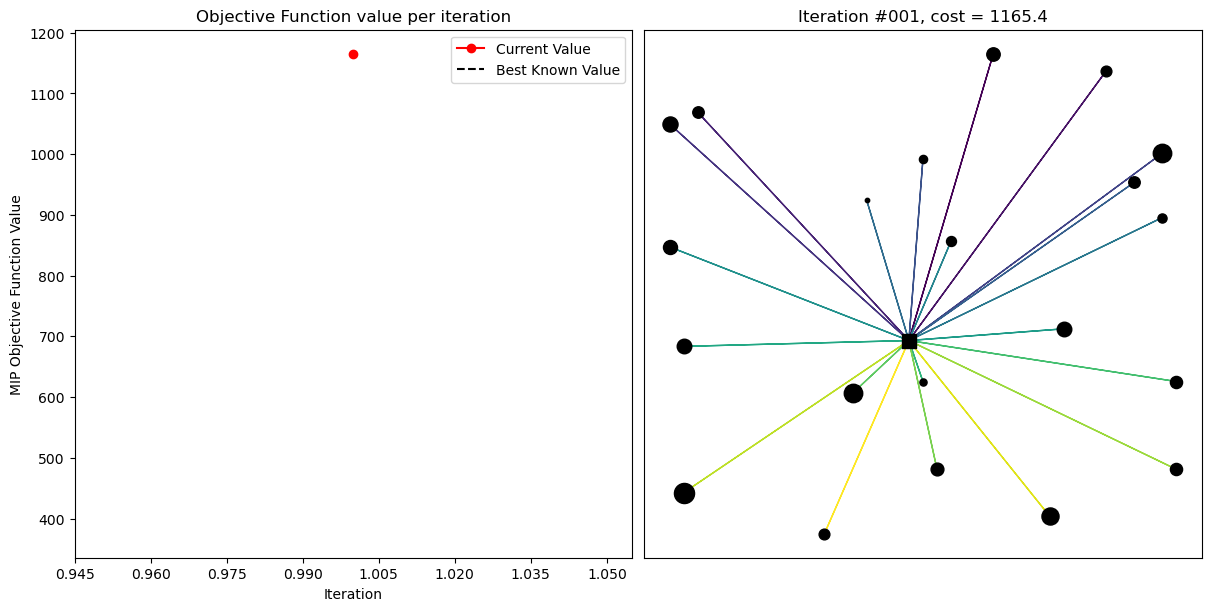 Objective Function value per iteration
Iteration #001, cost = 1165.4
Current Value
Best Known Value
MIP Objective Function Value
1200
1100
1000
900
800
700
600
500
400
0.945 0.960 0.975 0.990 1.005 1.020 1.035 1.050
Iteration